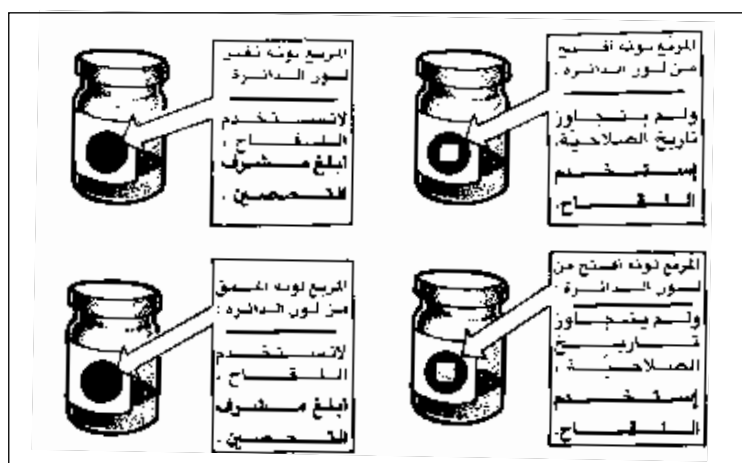 المربع لونه أفتح
من لون الدائرة .
ولم يتجاوز
تاريخ الصلاحية.
إستخدم
اللقاح.
المربع لونه نفس
لون الدائرة
لاتستخدم
اللقاح .
أبلغ مشرف
التحصين .
المربع لونه أفتح من
لون الدائرة .
ولم يتجاوز
تاريخ
الصلاحية .
إستخدم
اللقاح.
المربع لونه أعمق
من لون الدائرة .
لاتستخدم
اللقاح .
أبلغ مشرف
التحصين .